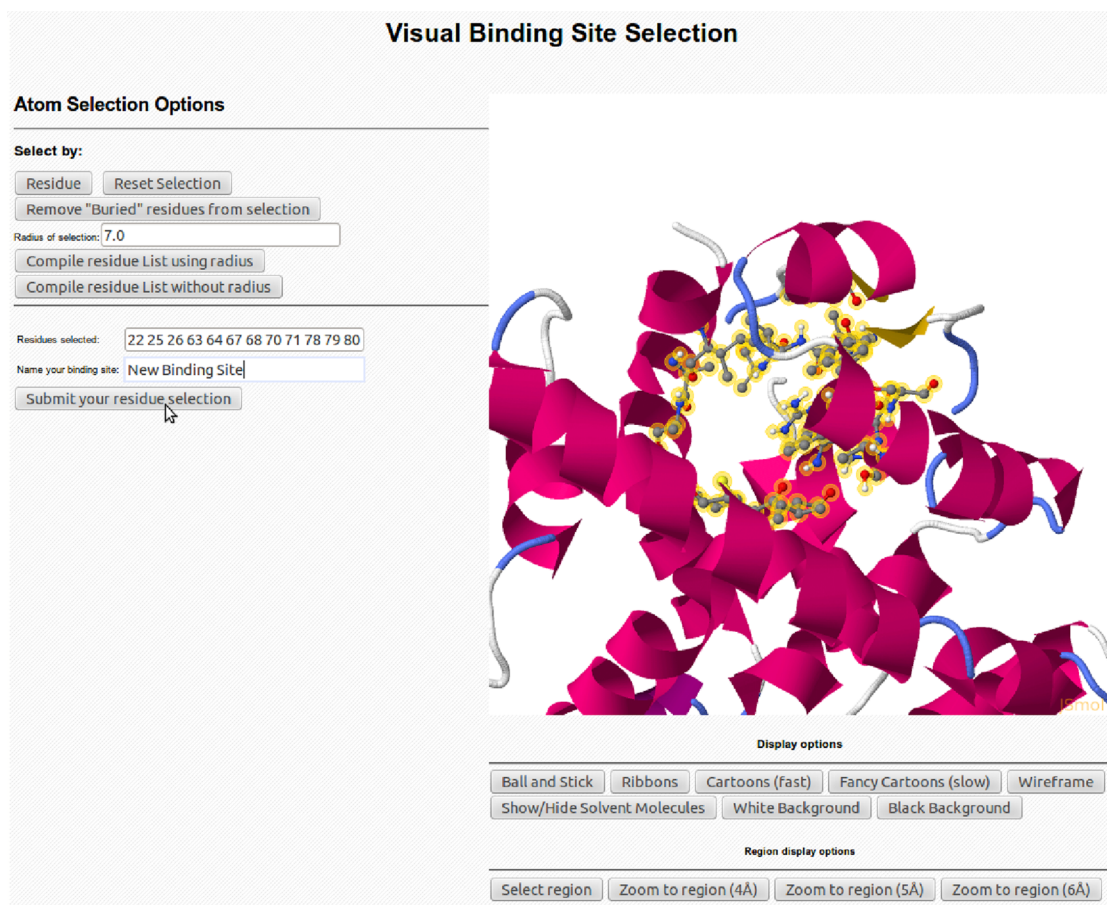 Visual Binding Site Selection
Atom Selection Options
Select by:
Residue Reset Selection
Remove "Buried" residues from selection
Radius of selection: 7.0
Compile residue List using radius
Compile residue List without radius
Residues selected: 22 25 26 63 64 67 68 70 71 78 79 80
Name your binding site: New Binding Site
Submit your residue selection
JSmol
Display options
Ball and Stick Ribbons Cartoons (fast) Fancy Cartoons (slow) Wireframe
Show/Hide Solvent Molecules White Background Black Background
Region display options
Select region Zoom to region (4Å) Zoom to region (5Å) Zoom to region (6Å)